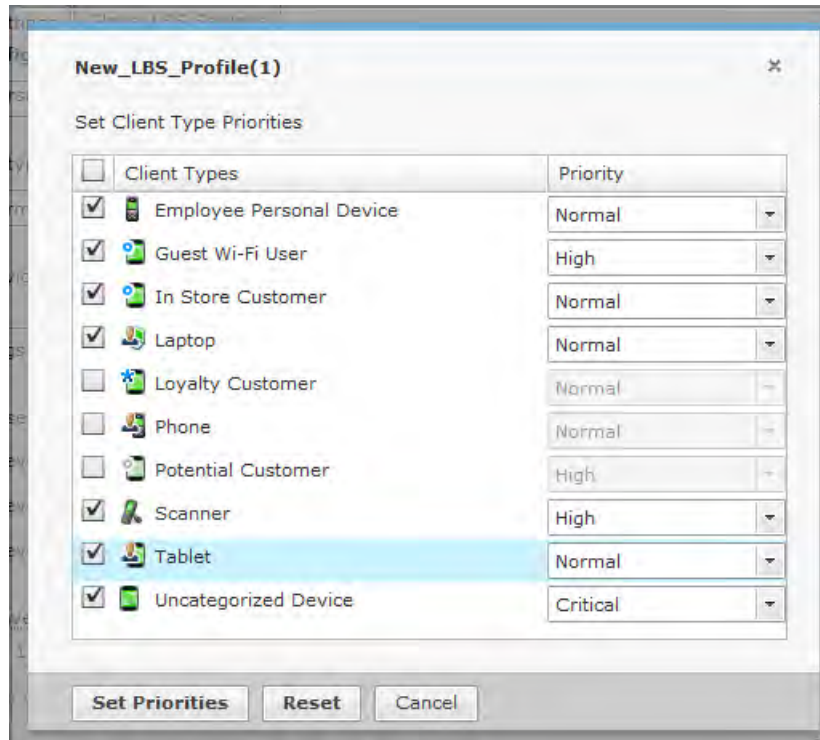 New_LBS_Profile(1)
Set Client Type Priorities
Client Types Priority
Employee Personal Device Normal
Guest Wi-Fi User High
In Store Customer Normal
Laptop Normal
Loyalty Customer Normal
Phone Normal
Potential Customer High
Scanner High
Tablet Normal
Uncategorized Device Critical
Set Priorities Reset Cancel